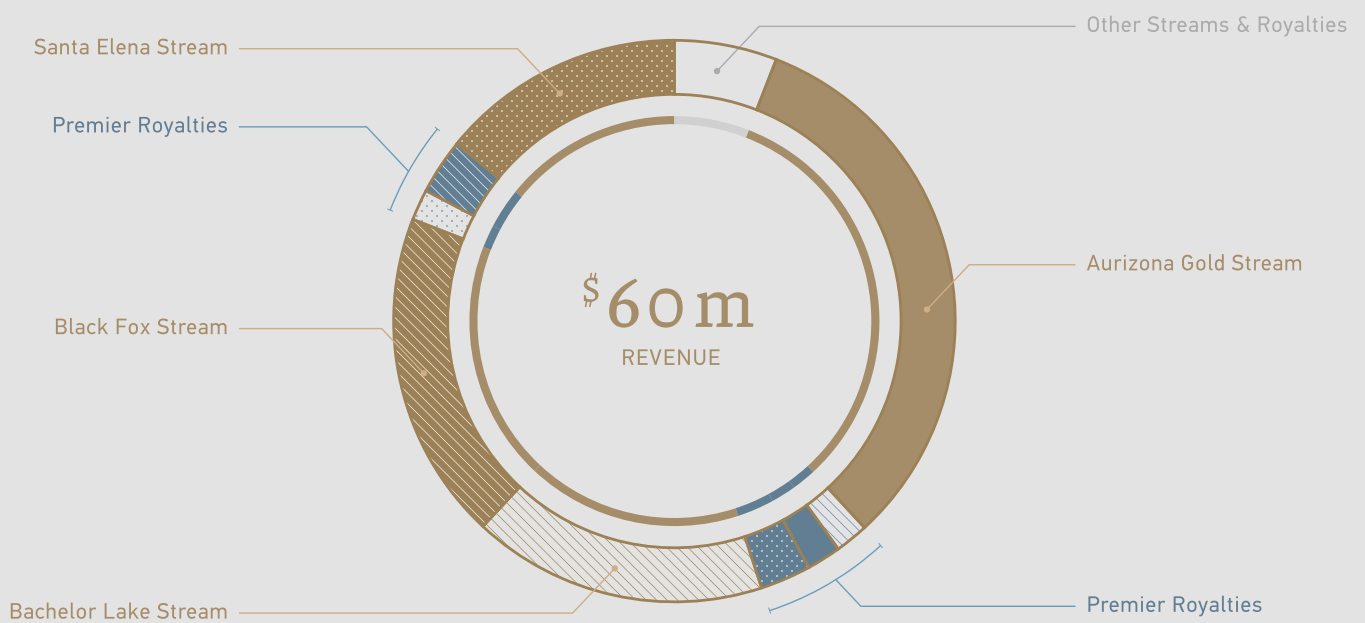 Other Streams & Royalties
Santa Elena Stream
Premier Royalties
Aurizona Gold Stream
$60m
REVENUE
Black Fox Stream
Premier Royalties
Bachelor Lake Stream